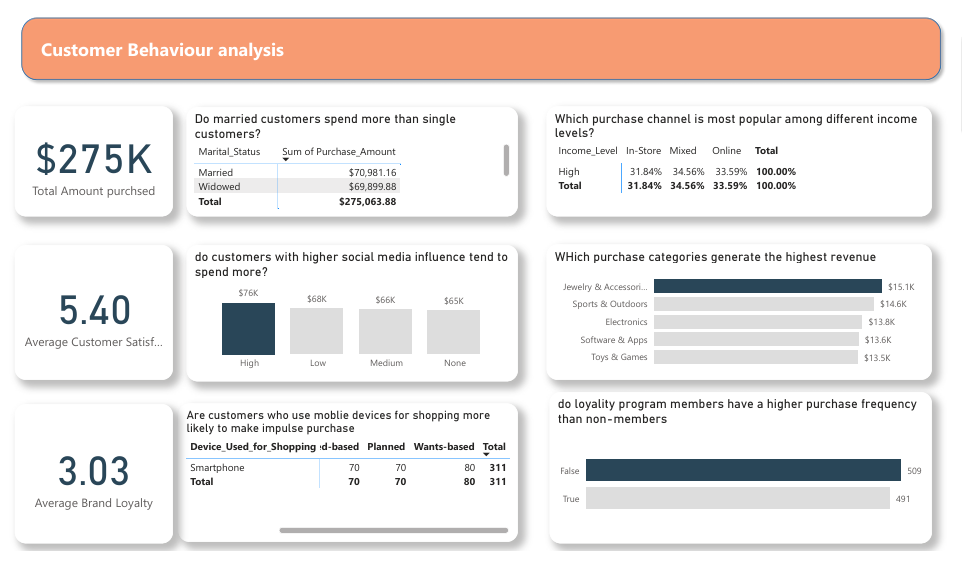 Customer Behaviour analysis
$275K
Total Amount purchsed
Do married customers spend more than single
customers?
Marital_Status Sum of Purchase_Amount
Married $70,981.16
Widowed $69,899.88
Total $275,063.88
Which purchase channel is most popular among different income
levels?
Income_Level In-Store Mixed Online Total
High 31.84% 34.56% 33.59% 100.00%
Total 31.84% 34.56% 33.59% 100.00%
5.40
Average Customer Satisf...
do customers with higher social media influence tend to
spend more?
$76K $68K $66K $65K
High Low Medium None
WHich purchase categories generate the highest revenue
Jewelry & Accessori... $15.1K
Sports & Outdoors $14.6K
Electronics $13.8K
Software & Apps $13.6K
Toys & Games $13.5K
3.03
Average Brand Loyalty
Are customers who use moblie devices for shopping more
likely to make impulse purchase
Device_Used_for_Shopping d-based Planned Wants-based Total
Smartphone 70 70 80 311
Total 70 70 80 311
do loyality program members have a higher purchase frequency
than non-members
False 509
True 491